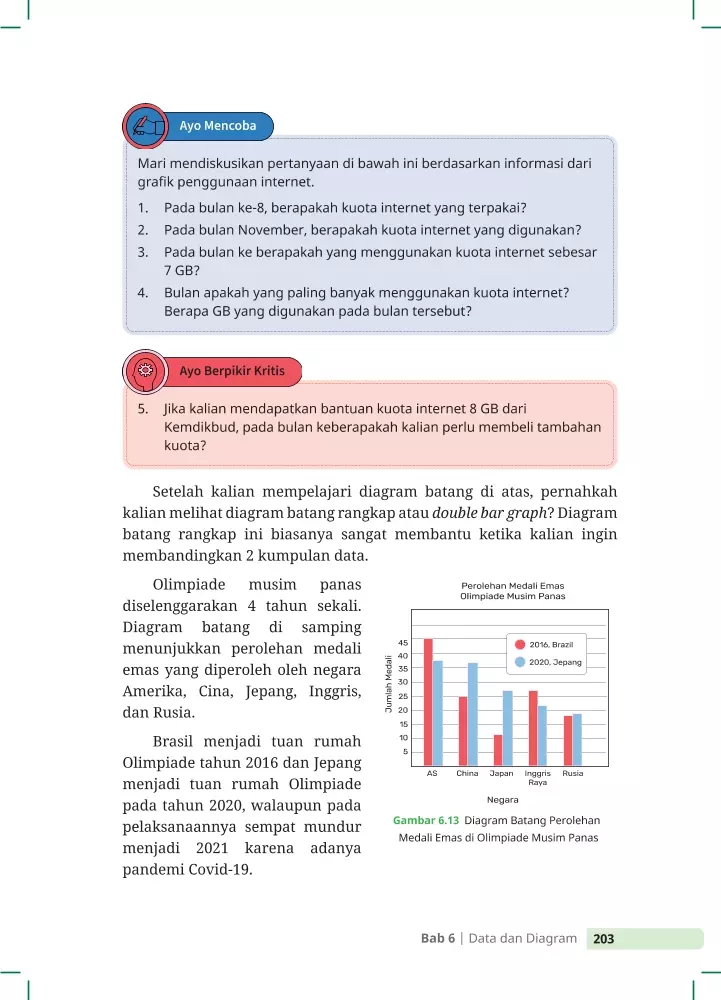 Ayo Mencoba
Mari mendiskusikan pertanyaan di bawah ini berdasarkan informasi dari
grafik penggunaan internet.
1. Pada bulan ke-8, berapakah kuota internet yang terpakai?
2. Pada bulan November, berapakah kuota internet yang digunakan?
3. Pada bulan ke berapakah yang menggunakan kuota internet sebesar
7 GB?
4. Bulan apakah yang paling banyak menggunakan kuota internet?
Berapa GB yang digunakan pada bulan tersebut?
Ayo Berpikir Kritis
5. Jika kalian mendapatkan bantuan kuota internet 8 GB dari
Kemdikbud, pada bulan keberapakah kalian perlu membeli tambahan
kuota?
Setelah kalian mempelajari diagram batang di atas, pernahkah
kalian melihat diagram batang rangkap atau double bar graph? Diagram
batang rangkap ini biasanya sangat membantu ketika kalian ingin
membandingkan 2 kumpulan data.
Olimpiade musim panas
diselenggarakan 4 tahun sekali.
Diagram batang di samping
menunjukkan perolehan medali
emas yang diperoleh oleh negara
Amerika, Cina, Jepang, Inggris,
dan Rusia.
Brasil menjadi tuan rumah
Olimpiade tahun 2016 dan Jepang
menjadi tuan rumah Olimpiade
pada tahun 2020, walaupun pada
pelaksanaannya sempat mundur
menjadi 2021 karena adanya
pandemi Covid-19.
Perolehan Medali Emas
Olimpiade Musim Panas
Jumlah Medali
45
40
35
30
25
20
15
10
5
2016, Brazil
2020, Jepang
AS China Japan Inggris Rusia
Raya
Negara
Gambar 6.13 Diagram Batang Perolehan
Medali Emas di Olimpiade Musim Panas
Bab 6 | Data dan Diagram 203